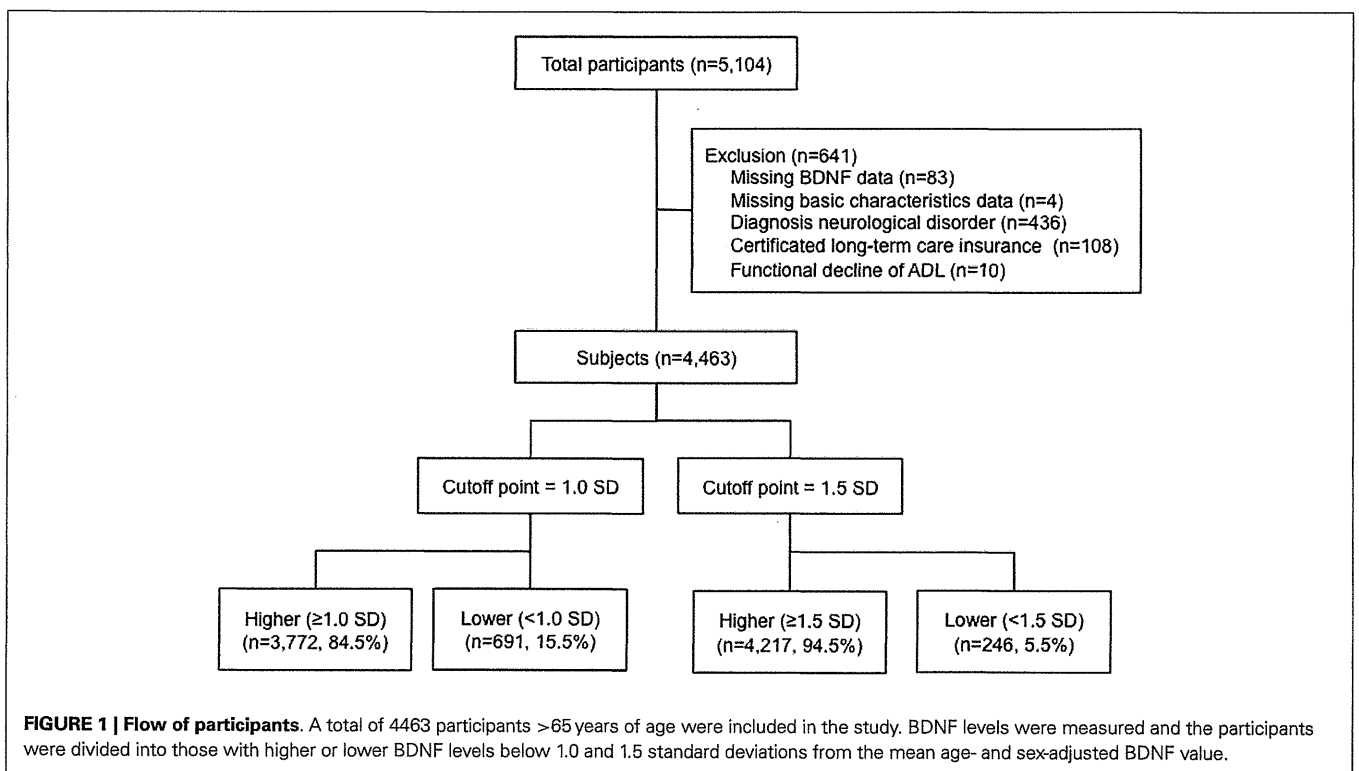 Total participants (n=5,104)
Exclusion (n=641)
Missing BDNF data (n=83)
Missing basic characteristics data (n=4)
Diagnosis neurological disorder (n=436)
Certificated long-term care insurance (n=108)
Functional decline of ADL (n=10)
Subjects (n=4,463)
Cutoff point = 1.0 SD
Cutoff point = 1.5 SD
Higher (≥1.0 SD)
(n=3,772, 84.5%)
Lower (<1.0 SD)
(n=691, 15.5%)
Higher (≥1.5 SD)
(n=4,217, 94.5%)
Lower (<1.5 SD)
(n=246, 5.5%)
FIGURE 1 | Flow of participants. A total of 4463 participants >65 years of age were included in the study. BDNF levels were measured and the participants
were divided into those with higher or lower BDNF levels below 1.0 and 1.5 standard deviations from the mean age- and sex-adjusted BDNF value.